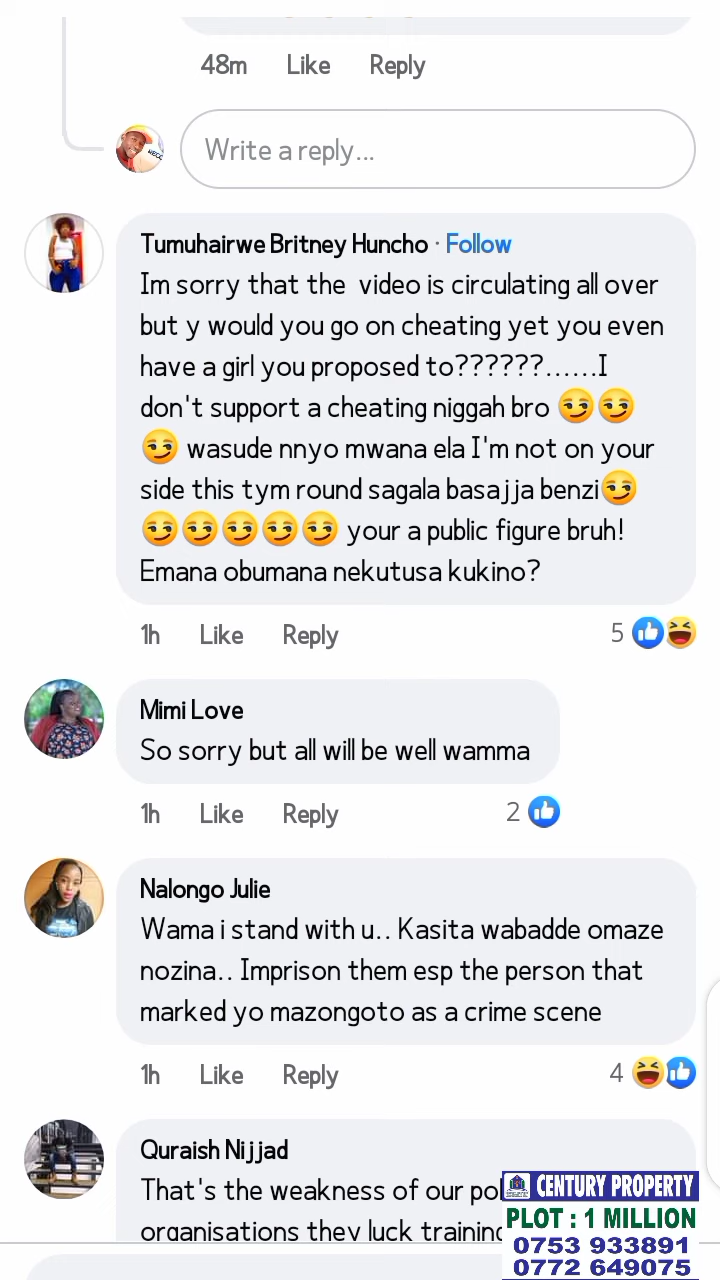 48m Like Reply
Write a reply...
Tumuhairwe Britney Huncho · Follow
Im sorry that the video is circulating all over
but y would you go on cheating yet you even
have a girl you proposed to??????......I
don't support a cheating niggah bro 😏😏
😏 wasude nnyo mwana ela I'm not on your
side this tym round sagala basajja benzi😏
😏😏😏😏😏 your a public figure bruh!
Emana obumana nekutusa kukino?
1h Like Reply 5
Mimi Love
So sorry but all will be well wamma
1h Like Reply 2
Nalongo Julie
Wama i stand with u.. Kasita wabadde omaze
nozina.. Imprison them esp the person that
marked yo mazongoto as a crime scene
1h Like Reply 4
Quraish Nijjad
That's the weakness of our
organisations they luck
CENTURY PROPERTY
PLOT : 1 MILLION
0753 933891
0772 649075